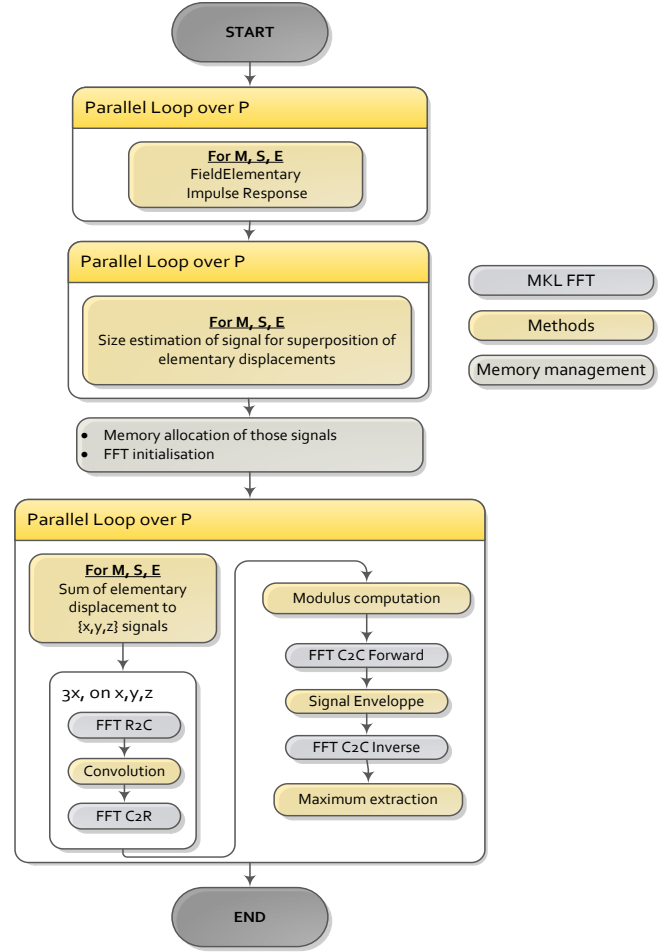 START
Parallel Loop over P
For M, S, E
FieldElementary
Impulse Response
Parallel Loop over P
For M, S, E
Size estimation of signal for superposition of
elementary displacements
MKL FFT
Methods
Memory management
• Memory allocation of those signals
• FFT initialisation
Parallel Loop over P
For M, S, E
Sum of elementary
displacement to
{x,y,z} signals
3x, on x,y,z
FFT R2C
Convolution
FFT C2R
Modulus computation
FFT C2C Forward
Signal Enveloppe
FFT C2C Inverse
Maximum extraction
END